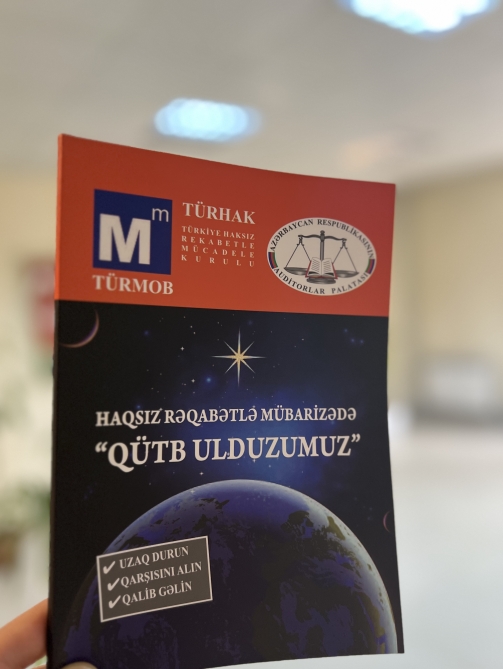 Mm
TÜRMOB
TÜRHAK
TÜRKİYE HAKSIZ
REKABETLE
MÜCADELE
KURULU
AZƏRBAYCAN RESPUBLİKASININ
AUDİTORLAR PALATASI
HAQSIZ RƏQABƏTLƏ MÜBARİZƏDƏ
“QÜTB ULDUZUMUZ”
✓ UZAQ DURUN
✓ QARŞISINI ALIN
✓ QALİB GƏLİN